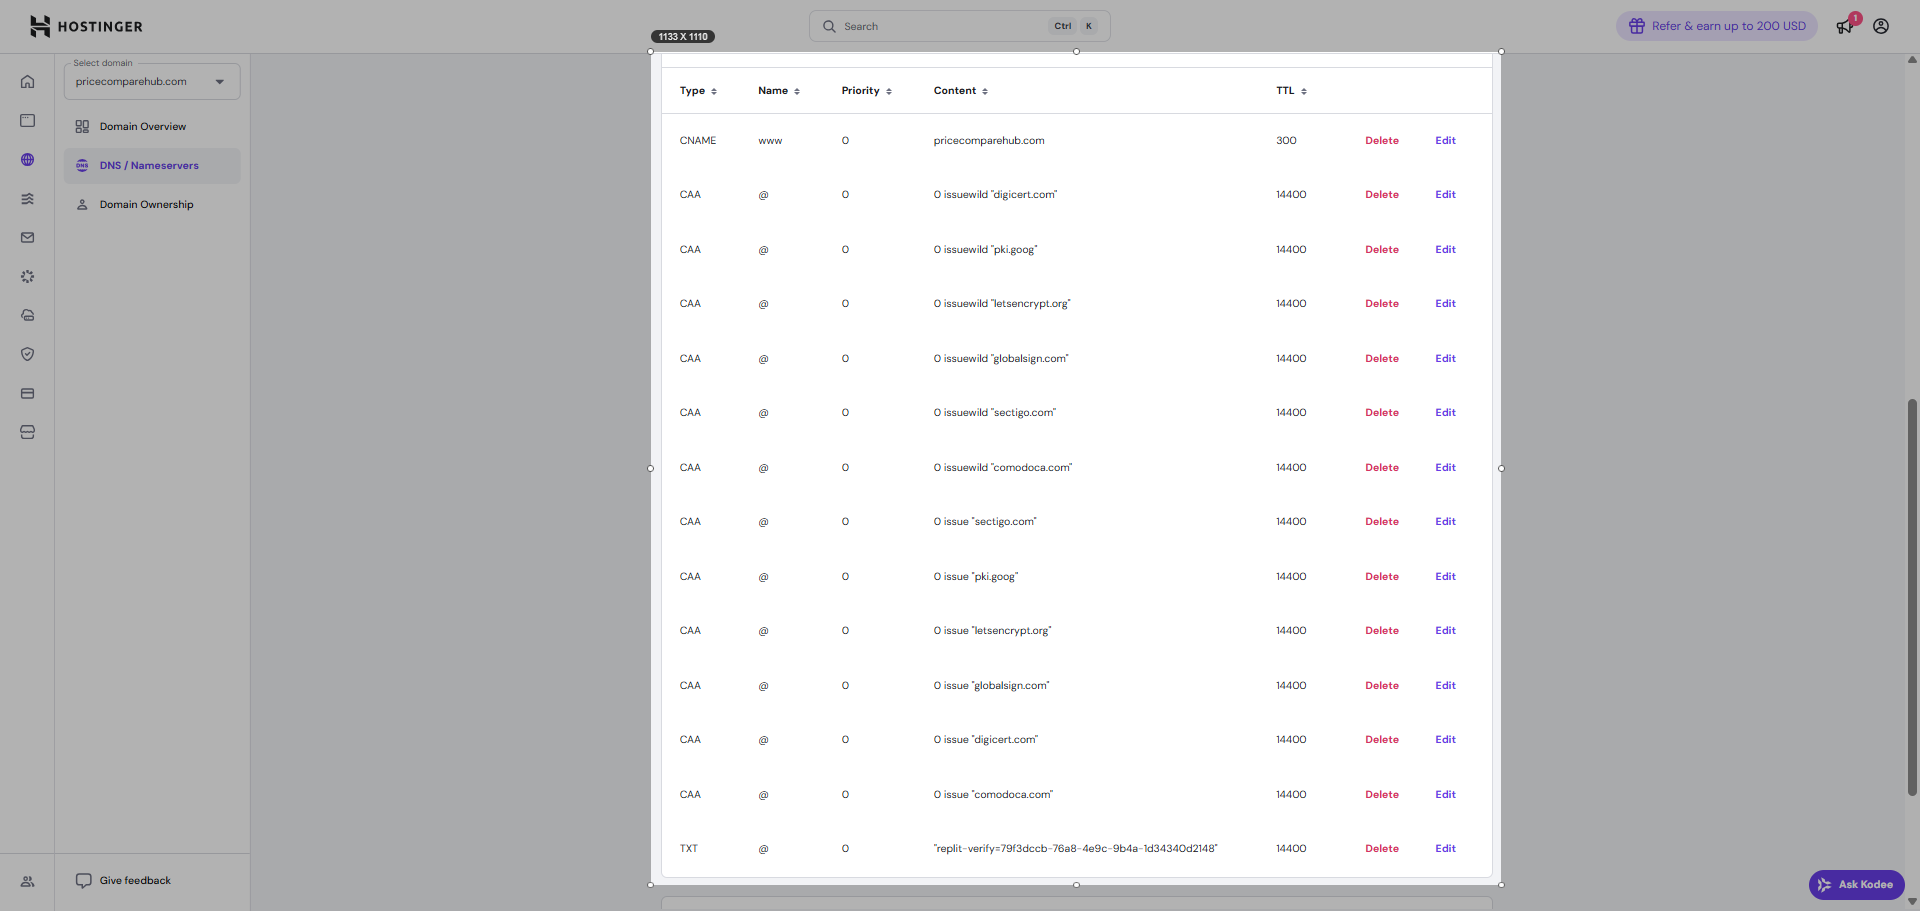 HOSTINGER
Search Ctrl K
Refer & earn up to 200 USD
1
1133 X 1110
Select domain
pricecomparehub.com
Domain Overview
DNS / Nameservers
Domain Ownership
Type Name Priority Content TTL
CNAME www 0 pricecomparehub.com 300 Delete Edit
CAA @ 0 0 issuewild "digicert.com" 14400 Delete Edit
CAA @ 0 0 issuewild "pki.goog" 14400 Delete Edit
CAA @ 0 0 issuewild "letsencrypt.org" 14400 Delete Edit
CAA @ 0 0 issuewild "globalsign.com" 14400 Delete Edit
CAA @ 0 0 issuewild "sectigo.com" 14400 Delete Edit
CAA @ 0 0 issuewild "comodoca.com" 14400 Delete Edit
CAA @ 0 0 issue "sectigo.com" 14400 Delete Edit
CAA @ 0 0 issue "pki.goog" 14400 Delete Edit
CAA @ 0 0 issue "letsencrypt.org" 14400 Delete Edit
CAA @ 0 0 issue "globalsign.com" 14400 Delete Edit
CAA @ 0 0 issue "digicert.com" 14400 Delete Edit
CAA @ 0 0 issue "comodoca.com" 14400 Delete Edit
TXT @ 0 "replit-verify=79f3dccb-76a8-4e9c-9b4a-1d34340d2148" 14400 Delete Edit
Give feedback
Ask Kodee